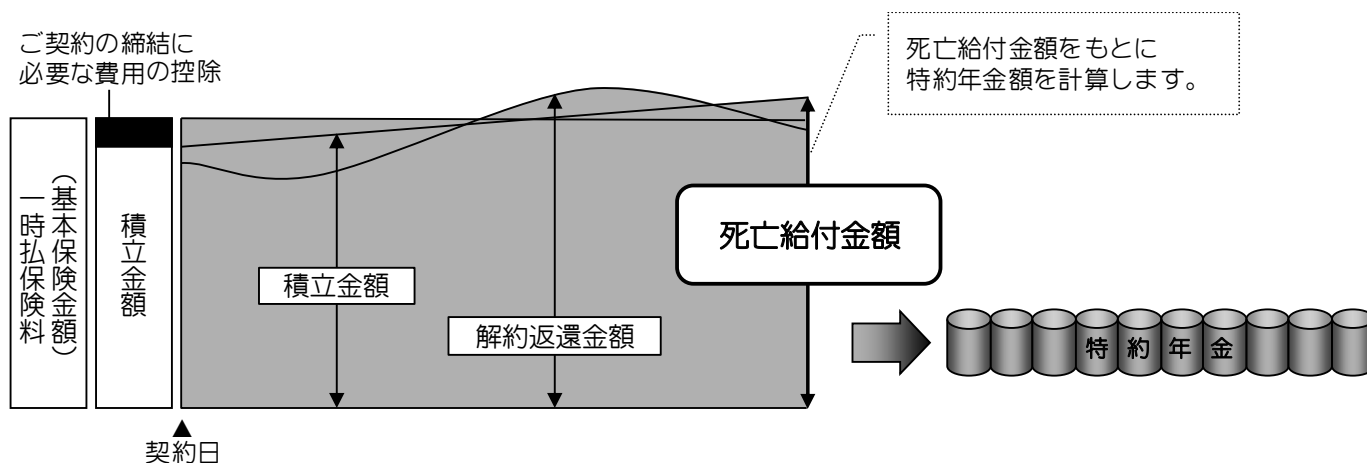 ご契約の締結に
必要な費用の控除
死亡給付金額をもとに
特約年金額を計算します。
(基本保険金額)
一時払保険料
積立金額
積立金額
解約返還金額
死亡給付金額
特約年金
▲
契約日